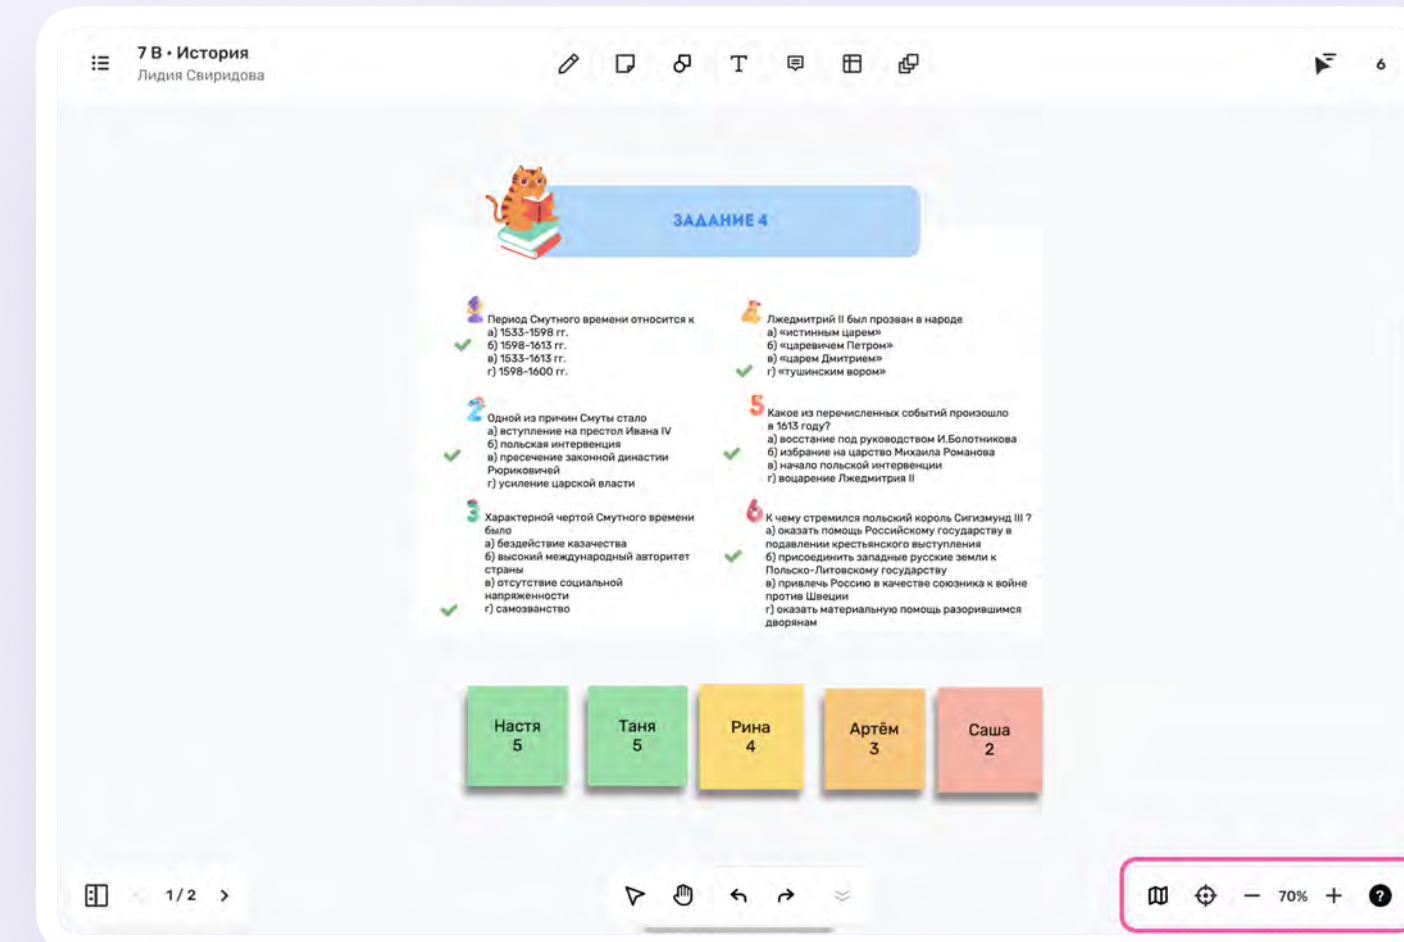 7 В · История
Лидия Свиридова
6
ЗАДАНИЕ 4
1
Период Смутного времени относится к
а) 1533-1598 гг.
б) 1598-1613 гг.
в) 1533-1613 гг.
г) 1598-1600 гг.
2
Одной из причин Смуты стало
а) вступление на престол Ивана IV
б) польская интервенция
в) пресечение законной династии
Рюриковичей
г) усиление царской власти
3
Характерной чертой Смутного времени
было
а) бездействие казачества
б) высокий международный авторитет
страны
в) отсутствие социальной
напряженности
г) самозванство
4
Лжедмитрий II был прозван в народе
а) «истинным царем»
б) «царевичем Петром»
в) «царем Дмитрием»
г) «тушинским вором»
5
Какое из перечисленных событий произошло
в 1613 году?
а) восстание под руководством И.Болотникова
б) избрание на царство Михаила Романова
в) начало польской интервенции
г) воцарение Лжедмитрия II
6
К чему стремился польский король Сигизмунд III ?
а) оказать помощь Российскому государству в
подавлении крестьянского выступления
б) присоединить западные русские земли к
Польско-Литовскому государству
в) привлечь Россию в качестве союзника к войне
против Швеции
г) оказать материальную помощь разорившимся
дворянам
Настя
5
Таня
5
Рина
4
Артём
3
Саша
2
1/2
70%
?